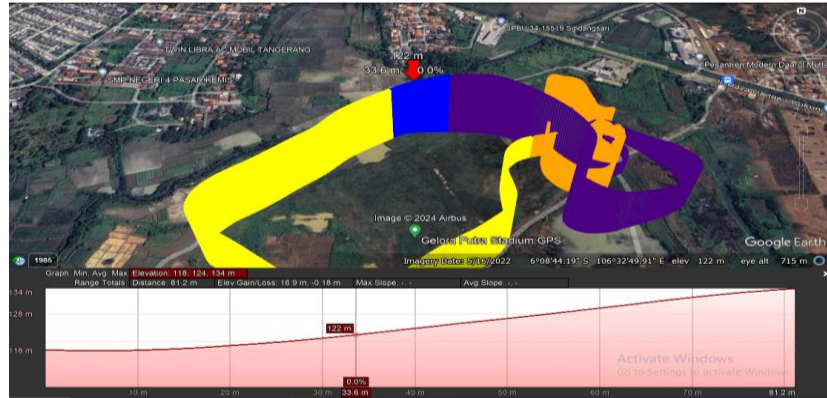 N
SPBU 34-15519 Sindangsari
TWIN LIBRA AC MOBIL TANGERANG
122 m
33.6 m 0.0%
SMP NEGERI 4 PASAR KEMIS
Pesantren Modern Daarul Mutta
Image © 2024 Airbus
Gelora Putra Stadium GPS
Google Earth
1985
Imagery Date: 5/16/2022 6°08'44.19" S 106°32'49.91" E elev 122 m eye alt 715 m
Graph: Min, Avg, Max Elevation: 118, 124, 134 m
Range Totals: Distance: 81.2 m Elev Gain/Loss: 16.9 m, -0.18 m Max Slope -.- Avg Slope -.-
134 m
128 m
122 m
118 m
Activate Windows
Go to Settings to activate Windows.
0.0%
10 m 20 m 30 m 33.6 m 40 m 50 m 60 m 70 m 81.2 m